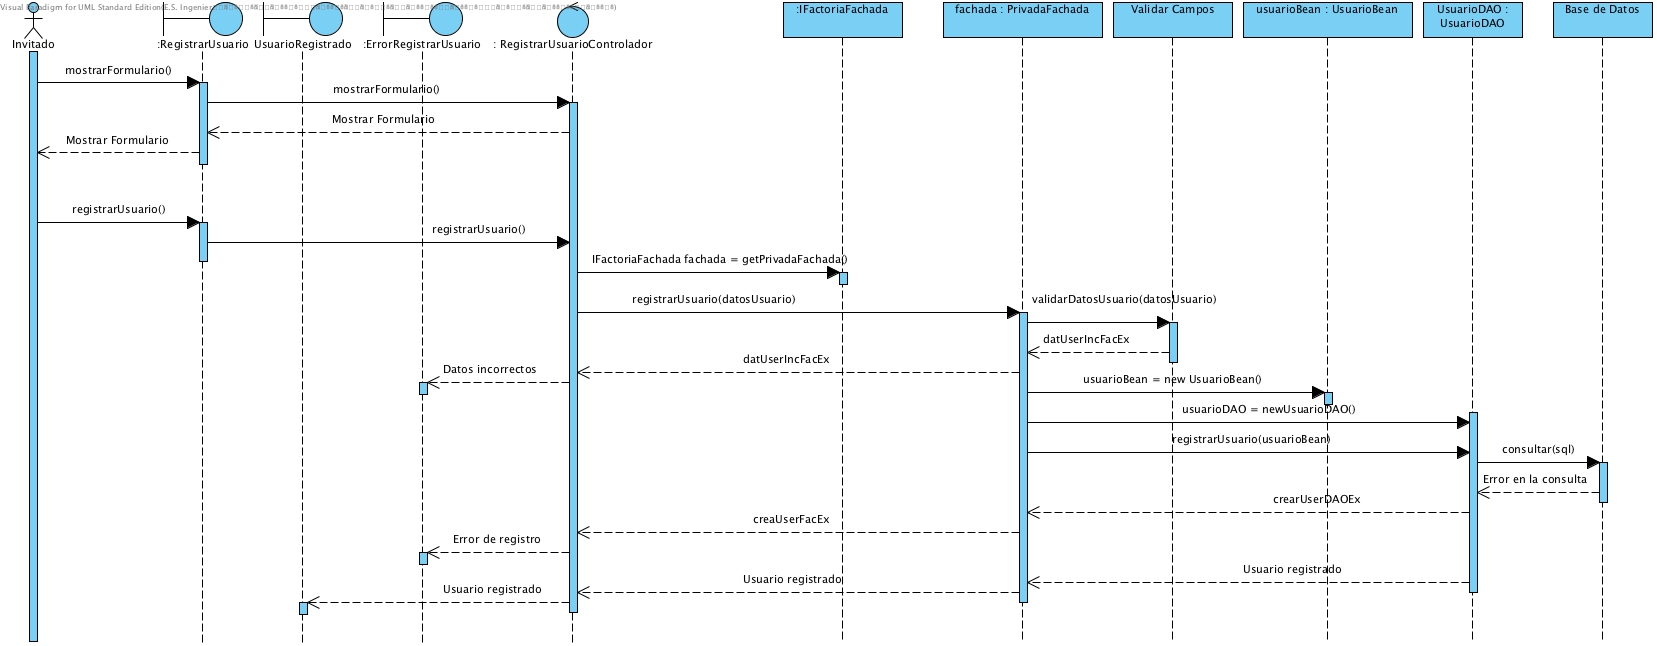 Visual Paradigm for UML Standard Edition(E.S. Ingenier
Invitado
:RegistrarUsuario
UsuarioRegistrado
:ErrorRegistrarUsuario
: RegistrarUsuarioControlador
:IFactoriaFachada
fachada : PrivadaFachada
Validar Campos
usuarioBean : UsuarioBean
UsuarioDAO :
UsuarioDAO
Base de Datos
mostrarFormulario()
mostrarFormulario()
Mostrar Formulario
Mostrar Formulario
registrarUsuario()
registrarUsuario()
IFactoriaFachada fachada = getPrivadaFachada()
registrarUsuario(datosUsuario)
validarDatosUsuario(datosUsuario)
datUserIncFacEx
datUserIncFacEx
Datos incorrectos
usuarioBean = new UsuarioBean()
usuarioDAO = newUsuarioDAO()
registrarUsuario(usuarioBean)
consultar(sql)
Error en la consulta
crearUserDAOEx
creaUserFacEx
Error de registro
Usuario registrado
Usuario registrado
Usuario registrado